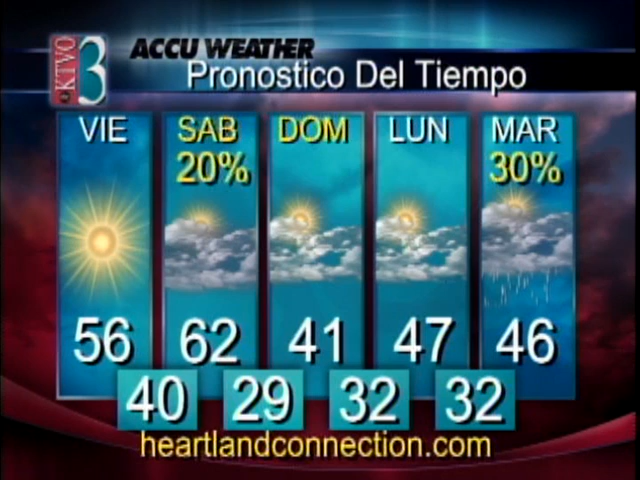 KTVO 3
ACCU WEATHER
Pronostico Del Tiempo
VIE SAB DOM LUN MAR
20% 30%
56 62 41 47 46
40 29 32 32
heartlandconnection.com